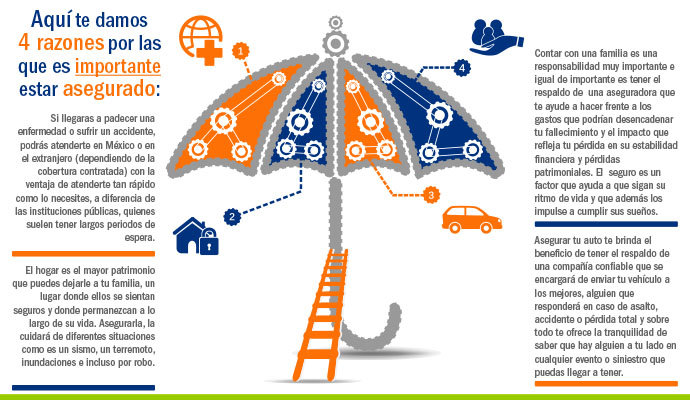 Aquí te damos
4 razones por las
que es importante
estar asegurado:
Si llegaras a padecer una
enfermedad o sufrir un accidente,
podrás atenderte en México o en
el extranjero (dependiendo de la
cobertura contratada) con la
ventaja de atenderte tan rápido
como lo necesites, a diferencia de
las instituciones públicas, quienes
suelen tener largos periodos de
espera.
El hogar es el mayor patrimonio
que puedes dejarle a tu familia, un
lugar donde ellos se sientan
seguros y donde permanezcan a lo
largo de su vida. Asegurarla, la
cuidará de diferentes situaciones
como es un sismo, un terremoto,
inundaciones e incluso por robo.
1
2
3
4
Contar con una familia es una
responsabilidad muy importante e
igual de importante es tener el
respaldo de una aseguradora que
te ayude a hacer frente a los
gastos que podrían desencadenar
tu fallecimiento y el impacto que
refleja tu pérdida en su estabilidad
financiera y pérdidas
patrimoniales. El seguro es un
factor que ayuda a que sigan su
ritmo de vida y que además los
impulse a cumplir sus sueños.
Asegurar tu auto te brinda el
beneficio de tener el respaldo de
una compañía confiable que se
encargará de enviar tu vehículo a
los mejores, alguien que
responderá en caso de asalto,
accidente o pérdida total y sobre
todo te ofrece la tranquilidad de
saber que hay alguien a tu lado en
cualquier evento o siniestro que
puedas llegar a tener.